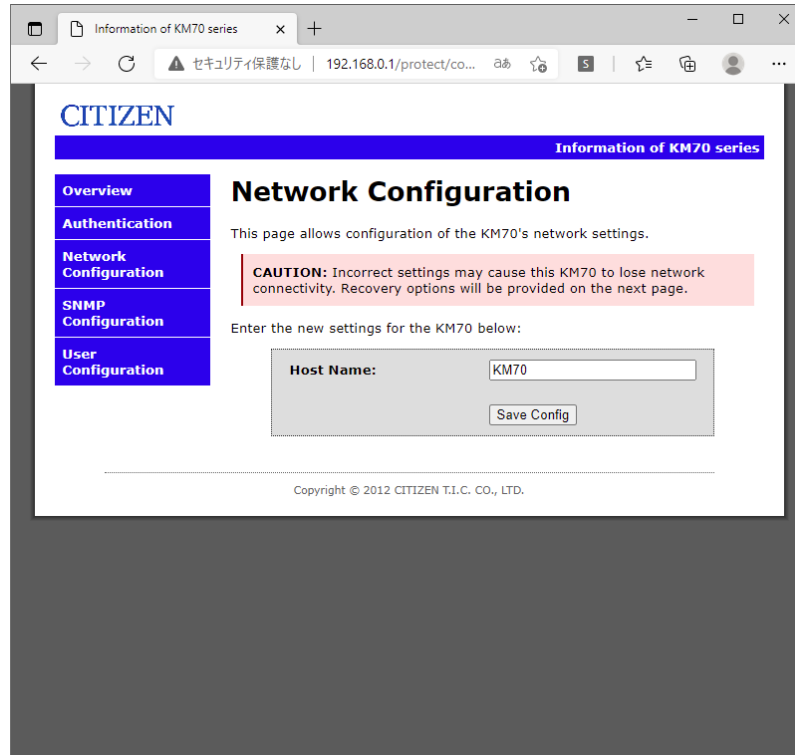 Information of KM70 series
セキュリティ保護なし | 192.168.0.1/protect/co... aあ
S
CITIZEN
Information of KM70 series
Overview
Authentication
Network
Configuration
SNMP
Configuration
User
Configuration
Network Configuration
This page allows configuration of the KM70's network settings.
CAUTION: Incorrect settings may cause this KM70 to lose network
connectivity. Recovery options will be provided on the next page.
Enter the new settings for the KM70 below:
Host Name: KM70
Save Config
Copyright © 2012 CITIZEN T.I.C. CO., LTD.